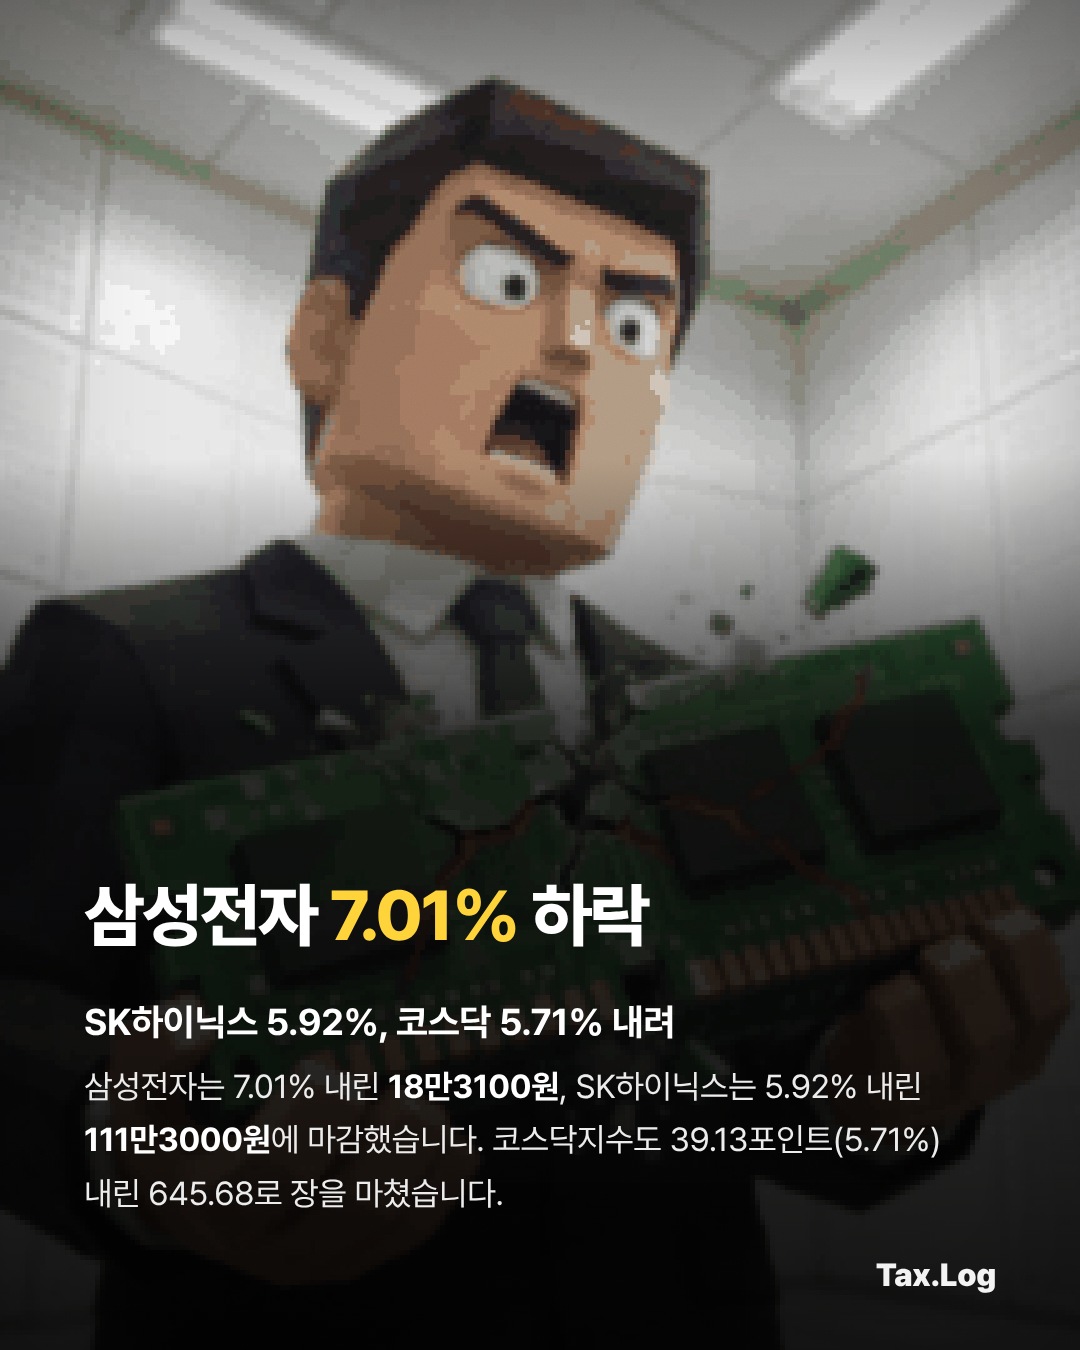 삼성전자 7.01% 하락
SK하이닉스 5.92%, 코스닥 5.71% 내려
삼성전자는 7.01% 내린 18만3100원, SK하이닉스는 5.92% 내린
111만3000원에 마감했습니다. 코스닥지수도 39.13포인트(5.71%)
내린 645.68로 장을 마쳤습니다.
Tax.Log